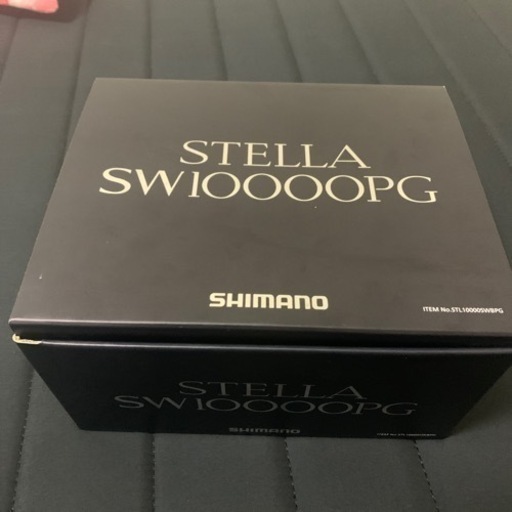 STELLA
SW10000PG
SHIMANO
ITEM No.STL10000SWBPG
STELLA
SW10000PG
SHIMANO